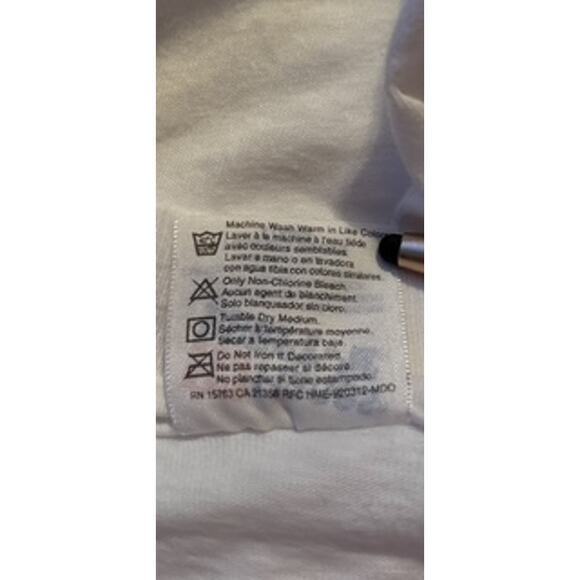 Machine Wash Warm in Like Colors
Laver à la machine à l'eau tiède
avec couleurs semblables.
Lavar a mano o en lavadora
con agua tibia con colores similares.
Only Non-Chlorine Bleach.
Aucun agent de blanchiment.
Solo blanqueador sin cloro.
Tumble Dry Medium.
Sécher à température moyenne.
Secar a temperatura baja.
Do Not Iron if Decorated.
Ne pas repasser si décoré.
No planchar si tiene estampado.
RN 15763 CA 21356 RFC HME-920312-MD0